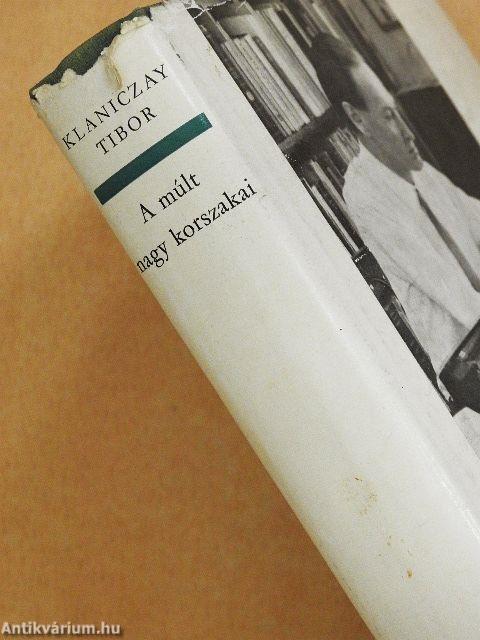 KLANICZAY
TIBOR
A múlt
nagy korszakai
Antikvárium.hu